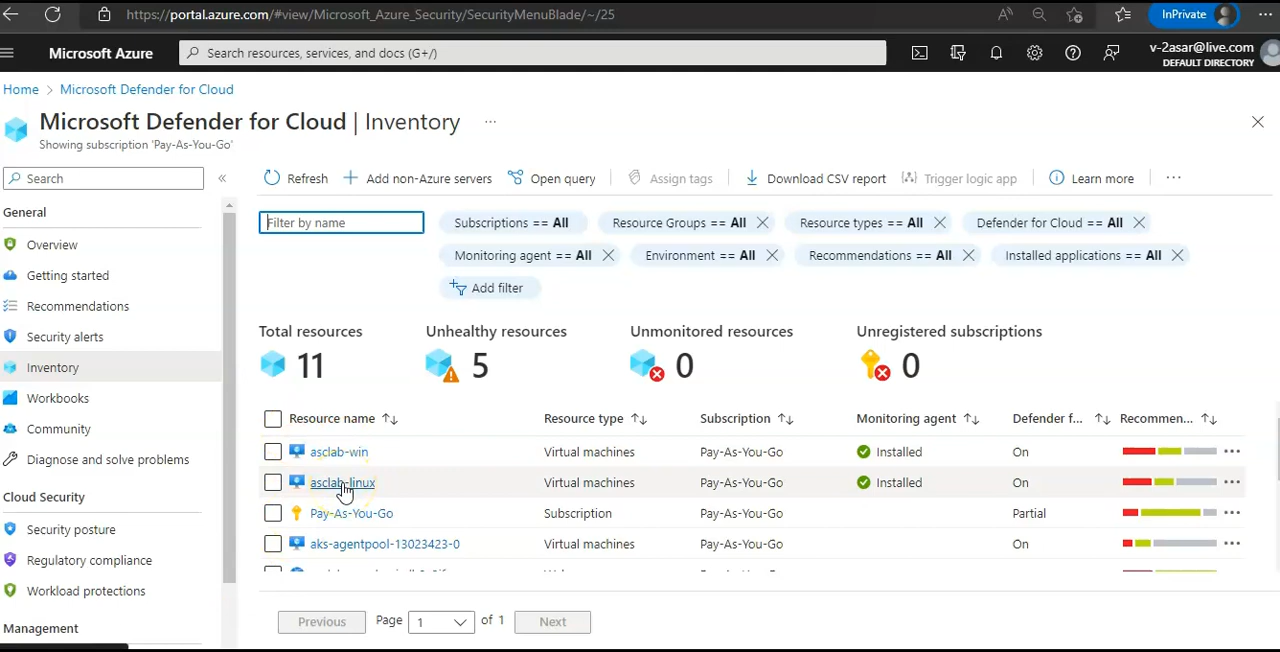 https://portal.azure.com/#view/Microsoft_Azure_Security/SecurityMenuBlade/~/25
InPrivate
Microsoft Azure
Search resources, services, and docs (G+/)
v-2asar@live.com
DEFAULT DIRECTORY
Home > Microsoft Defender for Cloud
Microsoft Defender for Cloud | Inventory ...
Showing subscription 'Pay-As-You-Go'
Search
«
Refresh
Add non-Azure servers
Open query
Assign tags
Download CSV report
Trigger logic app
Learn more
...
General
Overview
Getting started
Recommendations
Security alerts
Inventory
Workbooks
Community
Diagnose and solve problems
Cloud Security
Security posture
Regulatory compliance
Workload protections
Management
Filter by name
Subscriptions == All
Resource Groups == All
Resource types == All
Defender for Cloud == All
Monitoring agent == All
Environment == All
Recommendations == All
Installed applications == All
Add filter
Total resources
11
Unhealthy resources
5
Unmonitored resources
0
Unregistered subscriptions
0
Resource name Resource type Subscription Monitoring agent Defender f... Recommen...
asclab-win Virtual machines Pay-As-You-Go Installed On
asclab-linux Virtual machines Pay-As-You-Go Installed On
Pay-As-You-Go Subscription Pay-As-You-Go Partial
aks-agentpool-13023423-0 Virtual machines Pay-As-You-Go On
Previous Page 1 of 1 Next